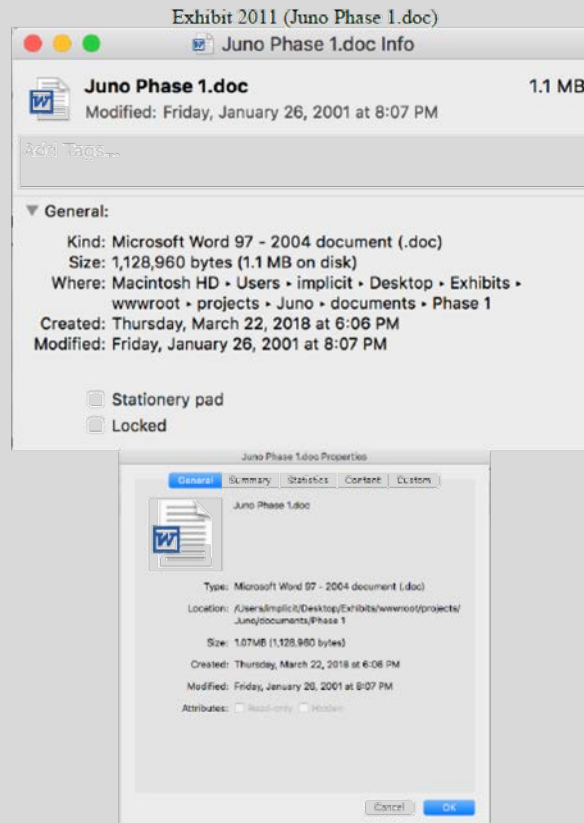 Exhibit 2011 (Juno Phase 1.doc)
Juno Phase 1.doc Info
Juno Phase 1.doc
1.1 MB
Modified: Friday, January 26, 2001 at 8:07 PM
Add Tags...
General:
Kind: Microsoft Word 97 - 2004 document (.doc)
Size: 1,128,960 bytes (1.1 MB on disk)
Where: Macintosh HD ▸ Users ▸ implicit ▸ Desktop ▸ Exhibits ▸
wwwroot ▸ projects ▸ Juno ▸ documents ▸ Phase 1
Created: Thursday, March 22, 2018 at 6:06 PM
Modified: Friday, January 26, 2001 at 8:07 PM
Stationery pad
Locked
Juno Phase 1.doc Properties
General Summary Statistics Content Custom
Juno Phase 1.doc
Type: Microsoft Word 97 - 2004 document (.doc)
Location: /Users/implicit/Desktop/Exhibits/wwwroot/projects/
Juno/documents/Phase 1
Size: 1.07MB (1,128,960 bytes)
Created: Thursday, March 22, 2018 at 6:06 PM
Modified: Friday, January 26, 2001 at 8:07 PM
Attributes: Read-only Hidden
Cancel OK